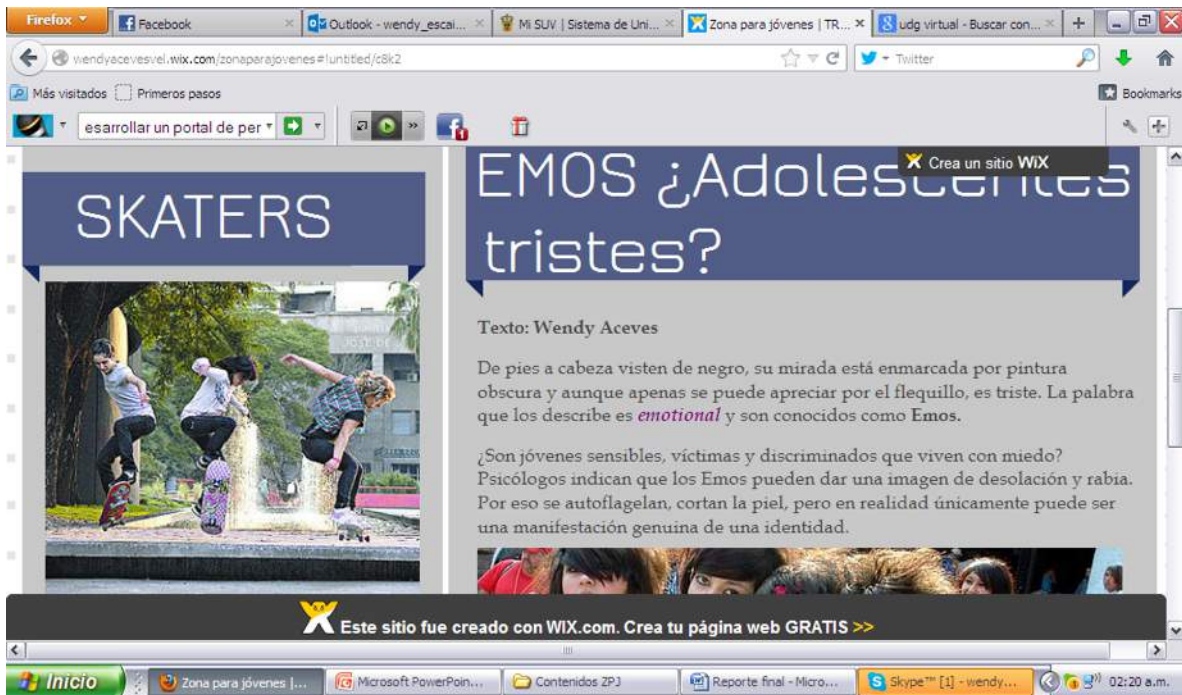 Firefox
Facebook
Outlook - wendy_escai...
Mi SUV | Sistema de Uni...
Zona para jóvenes | TR...
udg virtual - Buscar con...
wendyacevesvel.wix.com/zonaparajovenes#!untitled/c8k2
Twitter
Más visitados
Primeros pasos
Bookmarks
esarrollar un portal de per
Crea un sitio WiX
SKATERS
EMOS ¿Adolescentes
tristes?
Texto: Wendy Aceves
De pies a cabeza visten de negro, su mirada está enmarcada por pintura
obscura y aunque apenas se puede apreciar por el flequillo, es triste. La palabra
que los describe es emotional y son conocidos como Emos.
¿Son jóvenes sensibles, víctimas y discriminados que viven con miedo?
Psicólogos indican que los Emos pueden dar una imagen de desolación y rabia.
Por eso se autoflagelan, cortan la piel, pero en realidad únicamente puede ser
una manifestación genuina de una identidad.
Este sitio fue creado con WIX.com. Crea tu página web GRATIS >>
Inicio
Zona para jóvenes |...
Microsoft PowerPoin...
Contenidos ZPJ
Reporte final - Micro...
Skype™ [1] - wendy...
02:20 a.m.